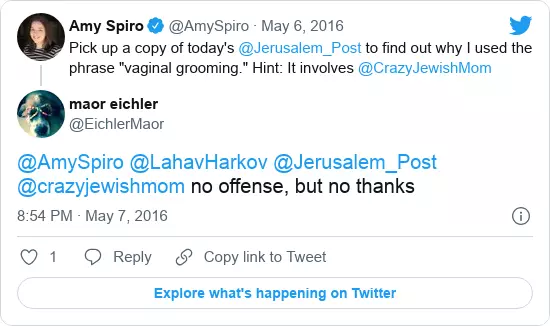 Amy Spiro @AmySpiro · May 6, 2016
Pick up a copy of today's @Jerusalem_Post to find out why I used the
phrase "vaginal grooming." Hint: It involves @CrazyJewishMom
maor eichler
@EichlerMaor
@AmySpiro @LahavHarkov @Jerusalem_Post
@crazyjewishmom no offense, but no thanks
8:54 PM · May 7, 2016
1 Reply Copy link to Tweet
Explore what's happening on Twitter